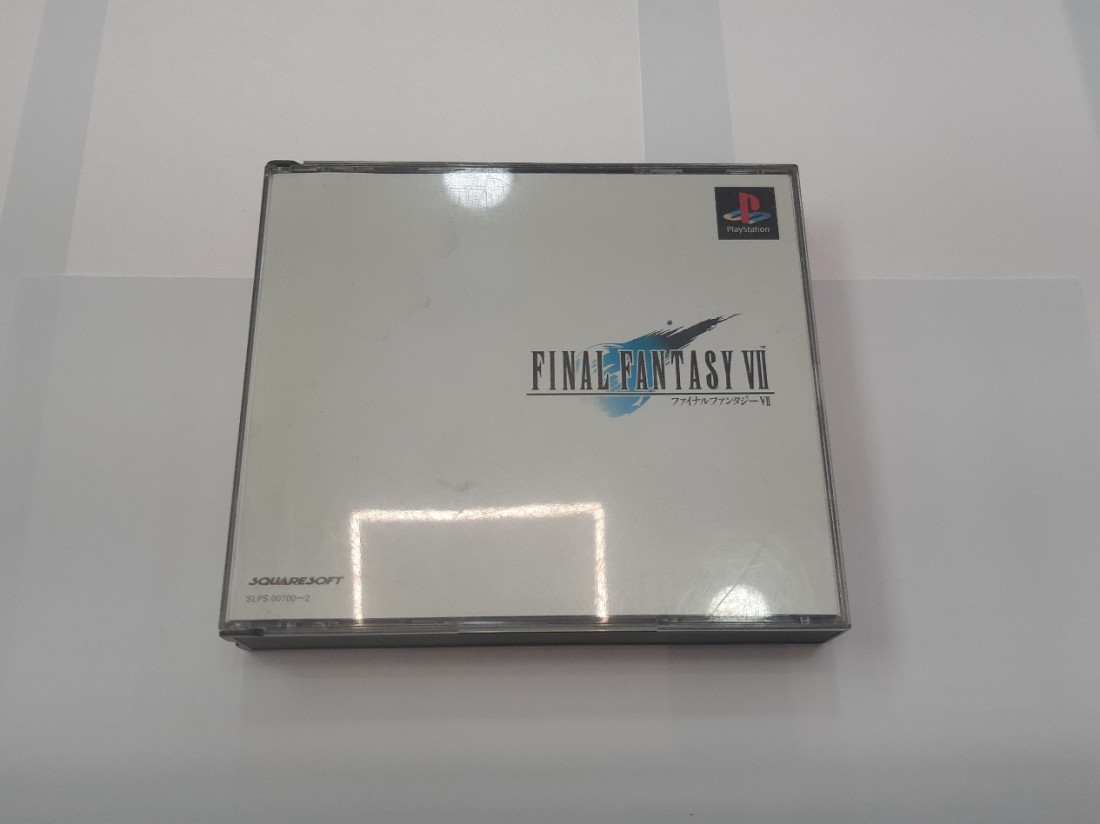 PlayStation
FINAL FANTASY VII™
ファイナルファンタジーVII
SQUARESOFT
SLPS 00700～2